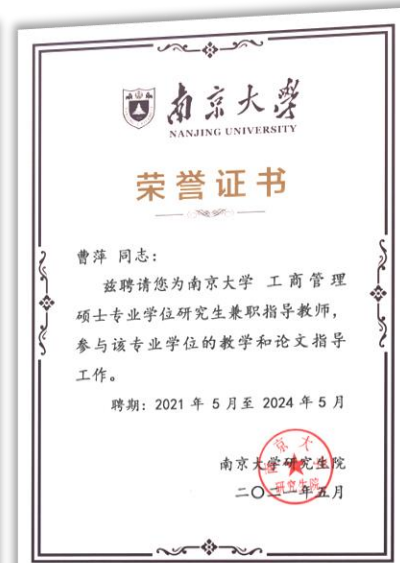 南京大學
NANJING UNIVERSITY
荣誉证书
曹萍 同志：
兹聘请您为南京大学 工商管理
硕士专业学位研究生兼职指导教师，
参与该专业学位的教学和论文指导
工作。
聘期：2021 年 5 月至 2024 年 5 月
南京大学研究生院
二〇二一年五月
研究生院